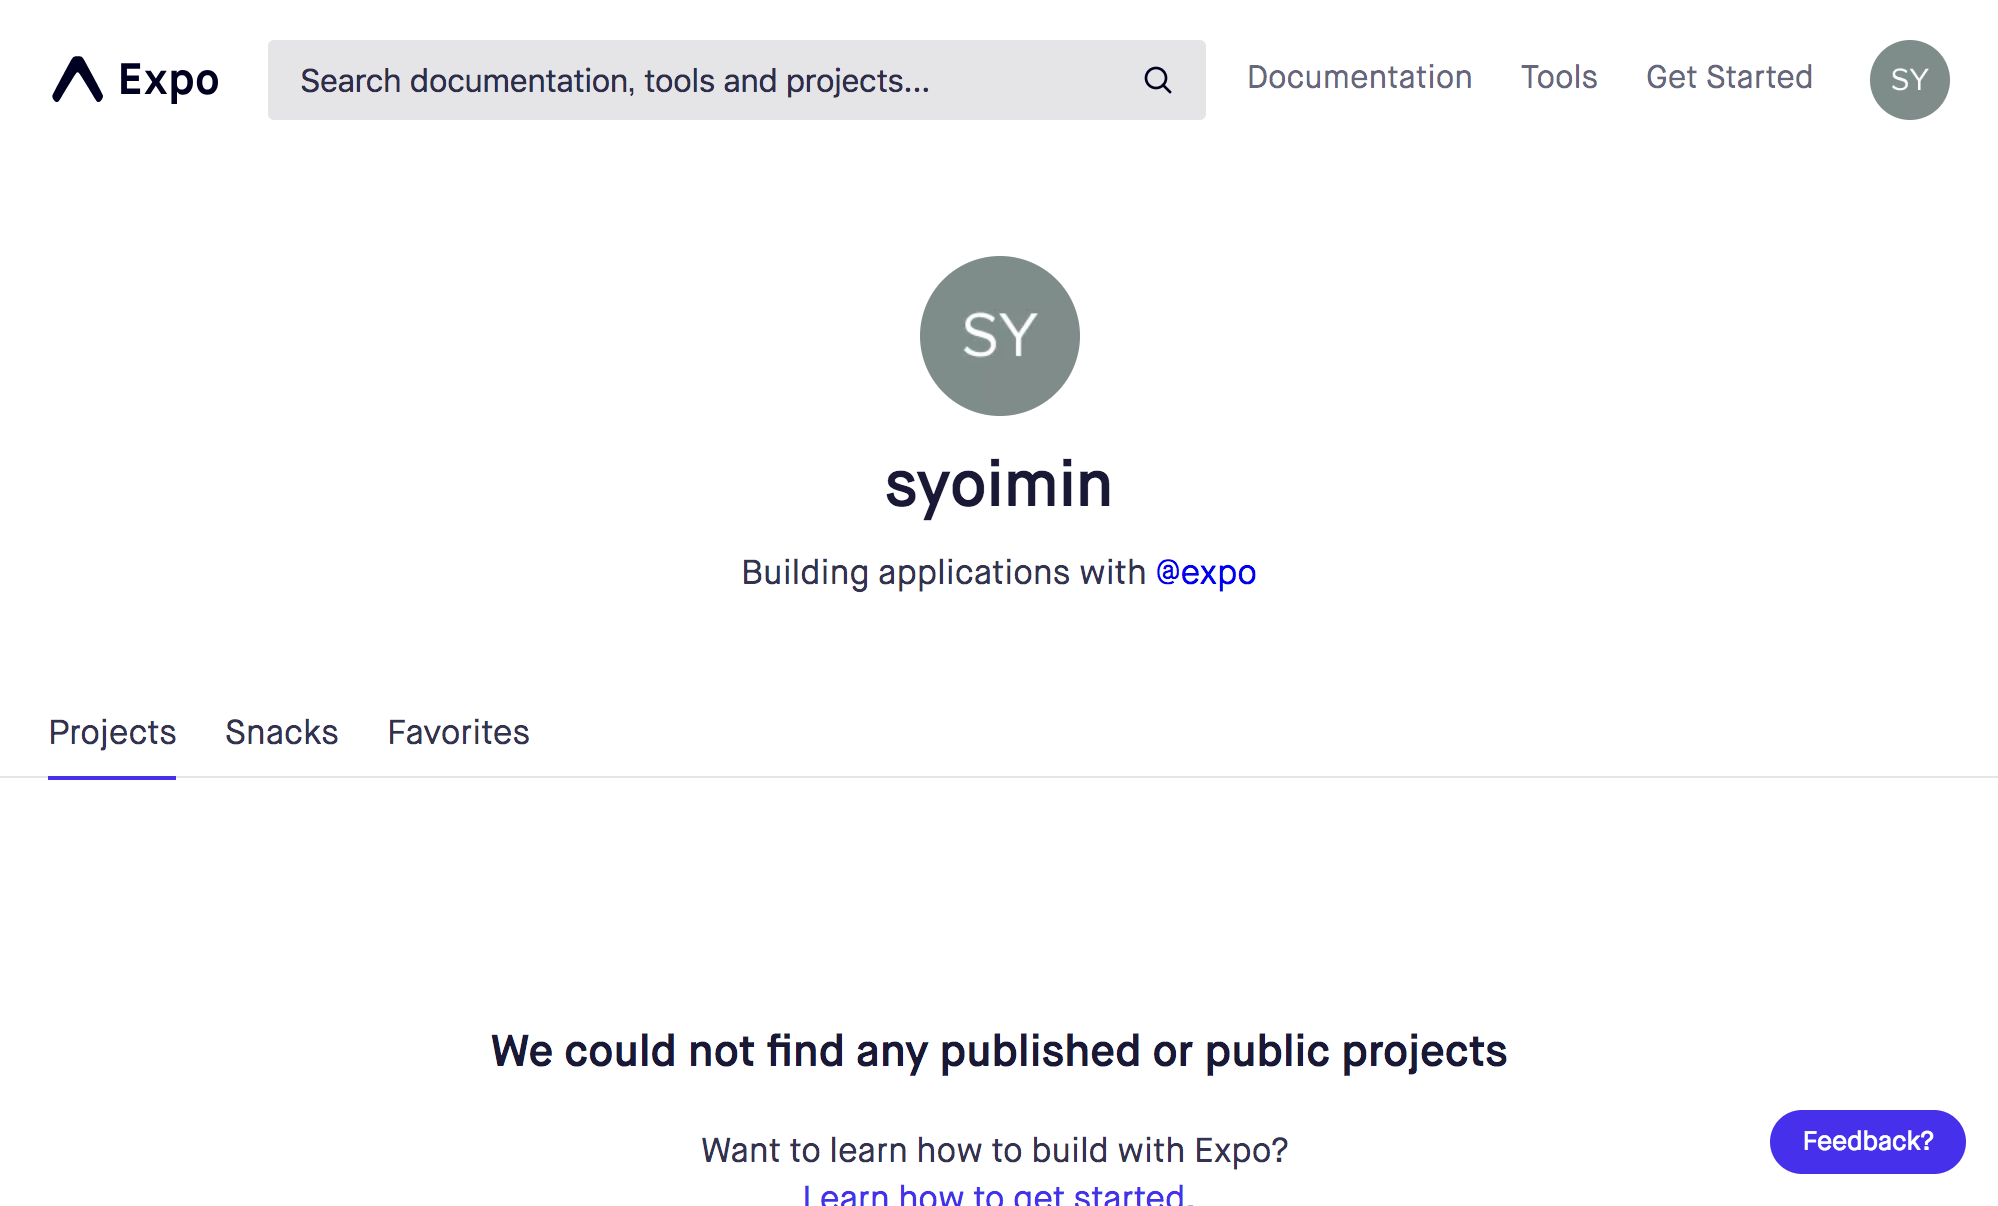 Expo
Search documentation, tools and projects...
Documentation
Tools
Get Started
SY
SY
syoimin
Building applications with @expo
Projects
Snacks
Favorites
We could not find any published or public projects
Want to learn how to build with Expo?
Learn how to get started.
Feedback?